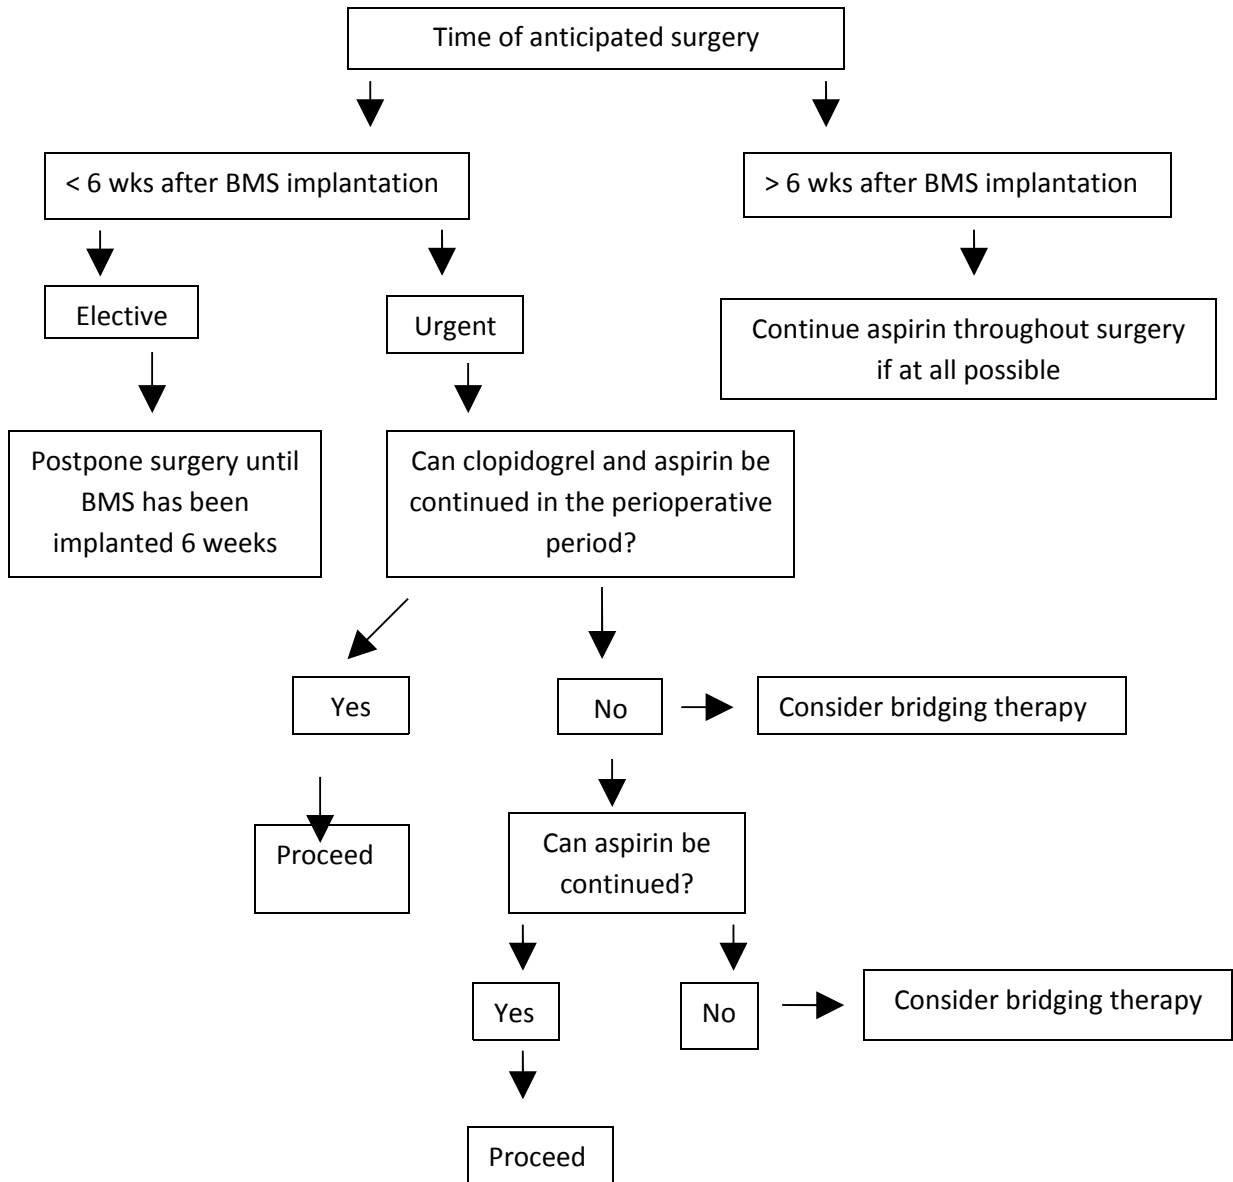 Time of anticipated surgery
< 6 wks after BMS implantation
> 6 wks after BMS implantation
Elective
Urgent
Continue aspirin throughout surgery
if at all possible
Postpone surgery until
BMS has been
implanted 6 weeks
Can clopidogrel and aspirin be
continued in the perioperative
period?
Yes
No
Consider bridging therapy
Proceed
Can aspirin be
continued?
Yes
No
Consider bridging therapy
Proceed